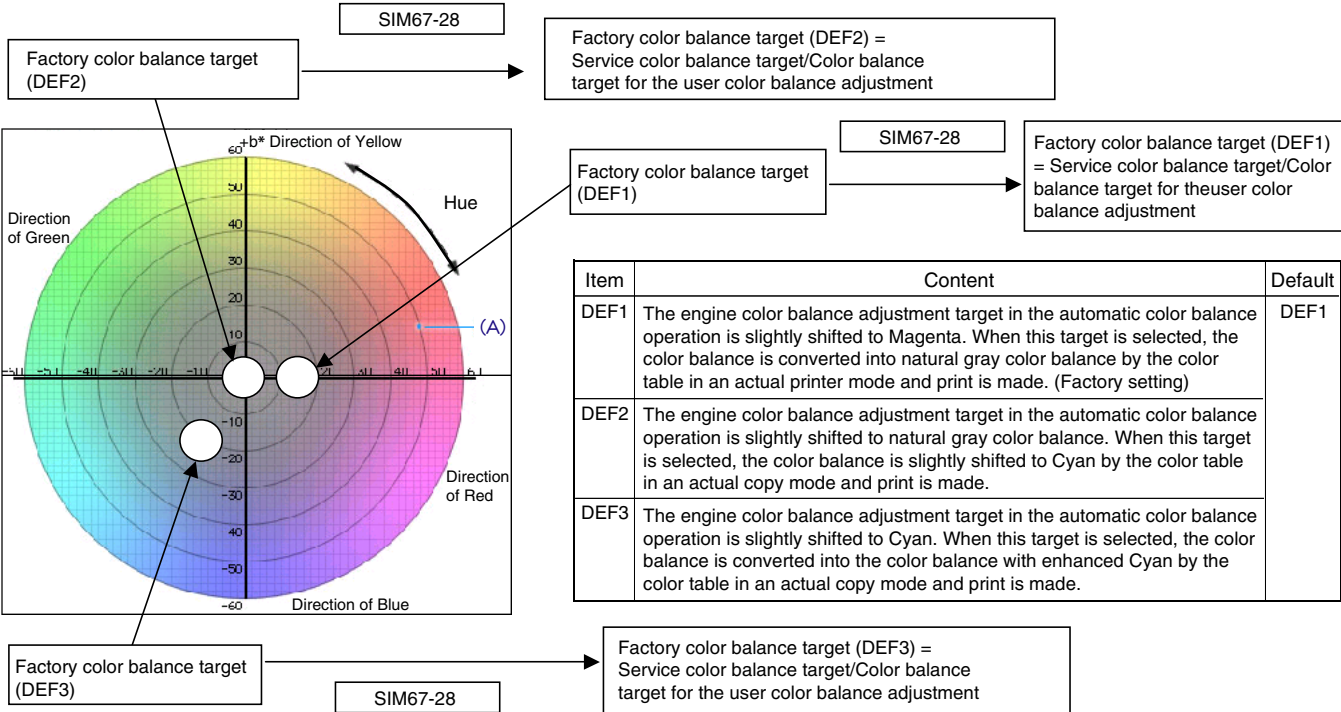 SIM67-28
Factory color balance target
(DEF2)
Factory color balance target (DEF2) =
Service color balance target/Color balance
target for the user color balance adjustment
+b* Direction of Yellow
60
50
40
30
20
10
Direction
of Green
Hue
(A)
-50 -40 -30 -20 -10
20 30 40 50 60
-10
-20
-30
40
-50
-60
Direction
of Red
Direction of Blue
Factory color balance target
(DEF1)
SIM67-28
Factory color balance target (DEF1)
= Service color balance target/Color
balance target for theuser color
balance adjustment
Item Content Default
DEF1 The engine color balance adjustment target in the automatic color balance DEF1
operation is slightly shifted to Magenta. When this target is selected, the
color balance is converted into natural gray color balance by the color
table in an actual printer mode and print is made. (Factory setting)
DEF2 The engine color balance adjustment target in the automatic color balance
operation is slightly shifted to natural gray color balance. When this target
is selected, the color balance is slightly shifted to Cyan by the color table
in an actual copy mode and print is made.
DEF3 The engine color balance adjustment target in the automatic color balance
operation is slightly shifted to Cyan. When this target is selected, the color
balance is converted into the color balance with enhanced Cyan by the
color table in an actual copy mode and print is made.
Factory color balance target
(DEF3)
SIM67-28
Factory color balance target (DEF3) =
Service color balance target/Color balance
target for the user color balance adjustment